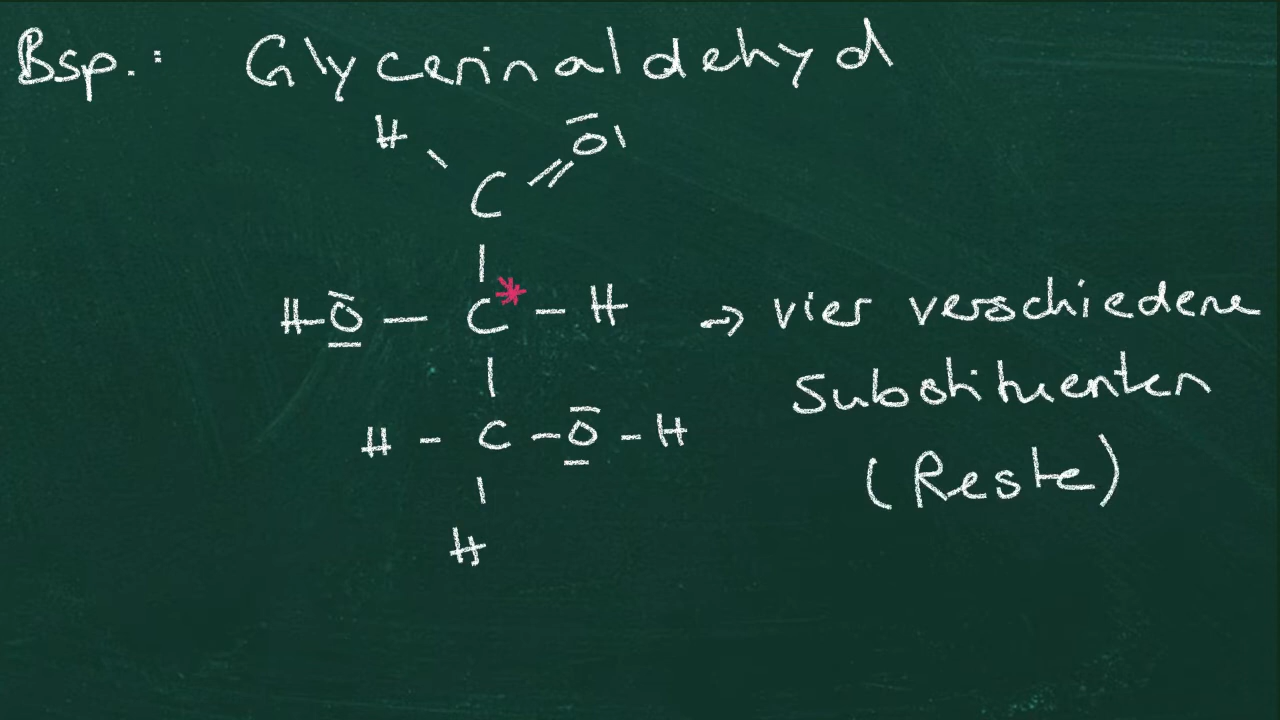 Bsp.: Glycerinaldehyd
H O
C
HO — C* – H → vier verschiedene
Substituenten
H – C – O – H
(Reste)
H